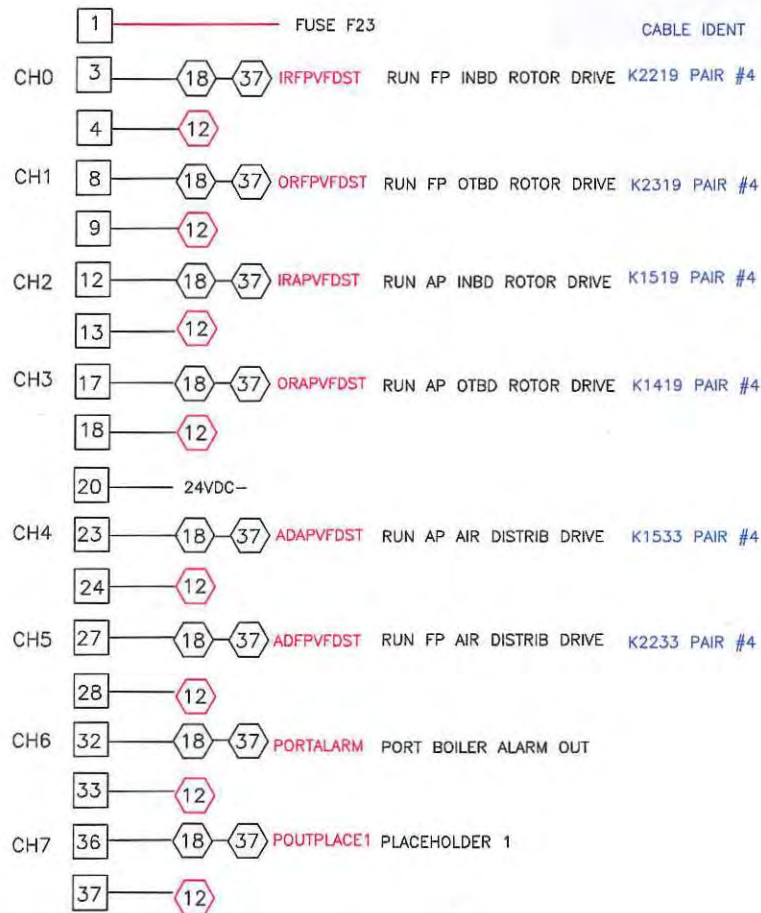 1 FUSE F23 CABLE IDENT
CH0 3 18 37 IRFPVFDST RUN FP INBD ROTOR DRIVE K2219 PAIR #4
4 12
CH1 8 18 37 ORFPVFDST RUN FP OTBD ROTOR DRIVE K2319 PAIR #4
9 12
CH2 12 18 37 IRAPVFDST RUN AP INBD ROTOR DRIVE K1519 PAIR #4
13 12
CH3 17 18 37 ORAPVFDST RUN AP OTBD ROTOR DRIVE K1419 PAIR #4
18 12
20 24VDC-
CH4 23 18 37 ADAPVFDST RUN AP AIR DISTRIB DRIVE K1533 PAIR #4
24 12
CH5 27 18 37 ADFPVFDST RUN FP AIR DISTRIB DRIVE K2233 PAIR #4
28 12
CH6 32 18 37 PORTALARM PORT BOILER ALARM OUT
33 12
CH7 36 18 37 POUTPLACE1 PLACEHOLDER 1
37 12